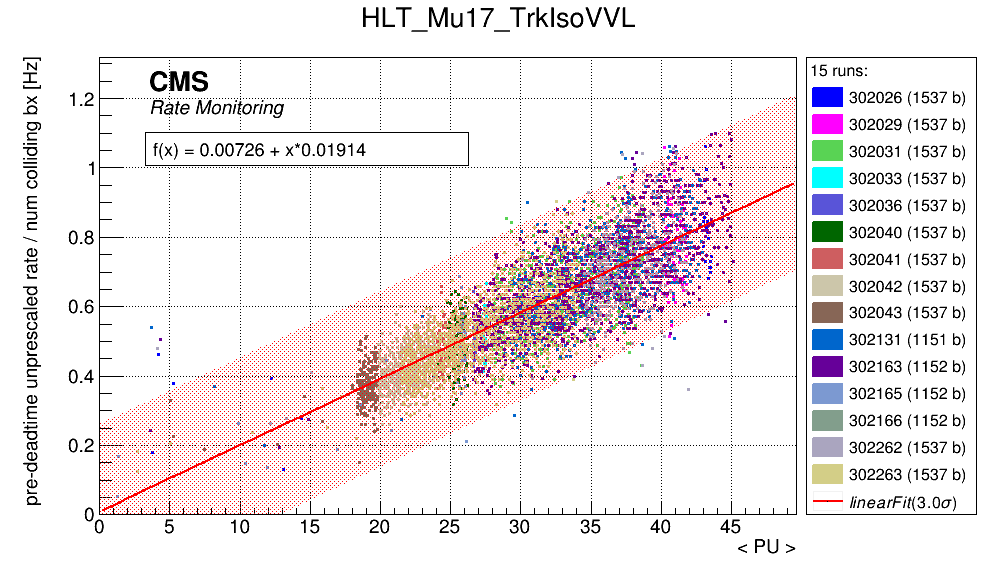 HLT_Mu17_TrkIsoVVL
pre-deadtime unprescaled rate / num colliding bx [Hz]
CMS
Rate Monitoring
f(x) = 0.00726 + x*0.01914
1.2
1
0.8
0.6
0.4
0.2
0
0 5 10 15 20 25 30 35 40 45
< PU >
15 runs:
302026 (1537 b)
302029 (1537 b)
302031 (1537 b)
302033 (1537 b)
302036 (1537 b)
302040 (1537 b)
302041 (1537 b)
302042 (1537 b)
302043 (1537 b)
302131 (1151 b)
302163 (1152 b)
302165 (1152 b)
302166 (1152 b)
302262 (1537 b)
302263 (1537 b)
linearFit(3.0σ)